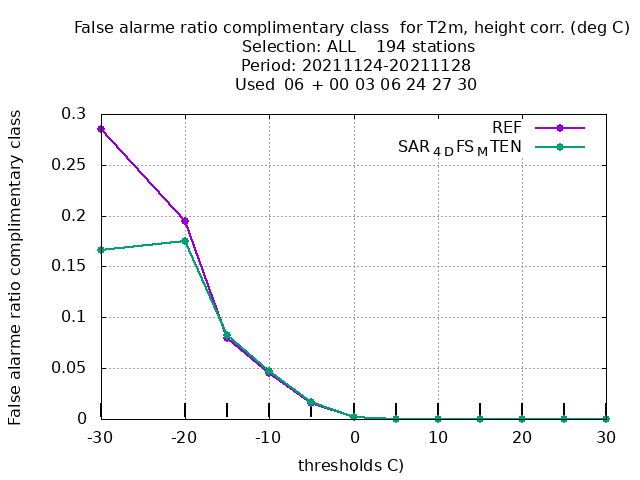 False alarme ratio complimentary class  for T2m, height corr. (deg C)
Selection: ALL    194 stations
Period: 20211124-20211128
Used  06 + 00 03 06 24 27 30
False alarme ratio complimentary class
0.3
0.25
0.2
0.15
0.1
0.05
0
REF
SAR4DFSMTEN
-30 -20 -10 0 10 20 30
thresholds C)